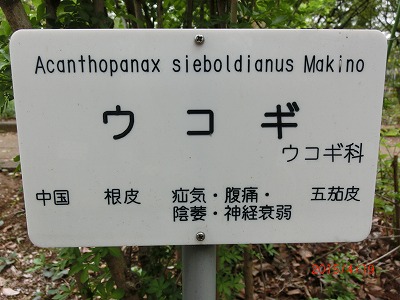 Acanthopanax sieboldianus Makino
ウコギ
ウコギ科
中国 根皮 疝気・腹痛・ 五茄皮
陰萎・神経衰弱